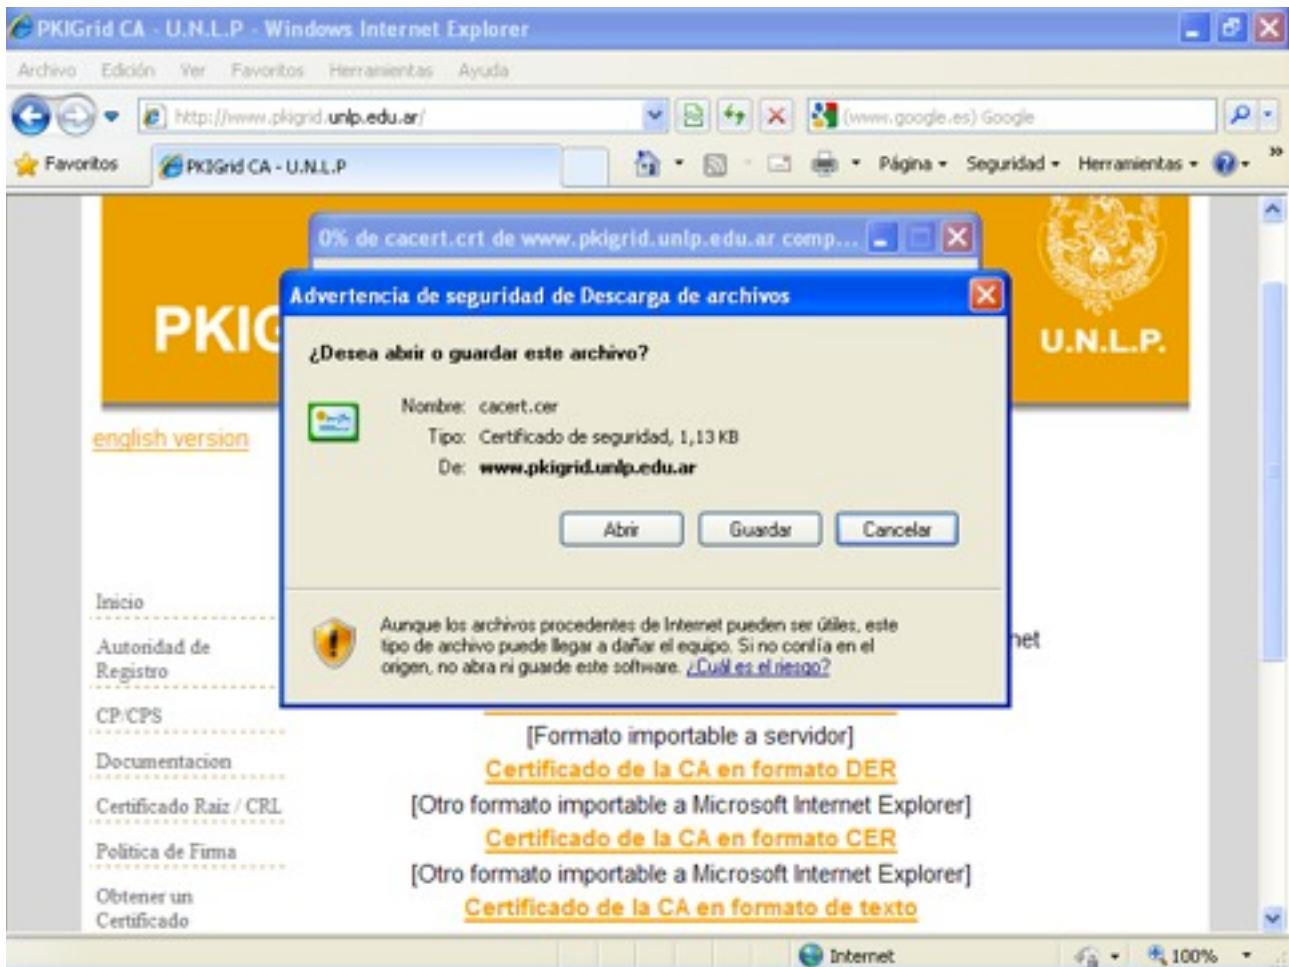 PKIGrid CA - U.N.L.P - Windows Internet Explorer
Archivo Edición Ver Favoritos Herramientas Ayuda
http://www.pkigrid.unlp.edu.ar/
(www.google.es) Google
Favoritos
PKIGrid CA - U.N.L.P
Página
Seguridad
Herramientas
0% de cacert.crt de www.pkigrid.unlp.edu.ar comp...
Advertencia de seguridad de Descarga de archivos
PKIG
U.N.L.P.
¿Desea abrir o guardar este archivo?
Nombre: cacert.cer
Tipo: Certificado de seguridad, 1,13 KB
De: www.pkigrid.unlp.edu.ar
Abrir
Guardar
Cancelar
Aunque los archivos procedentes de Internet pueden ser útiles, este
tipo de archivo puede llegar a dañar el equipo. Si no confía en el
origen, no abra ni guarde este software. ¿Cuál es el riesgo?
english version
Inicio
Autoridad de
Registro
CP/CPS
Documentacion
Certificado Raiz / CRL
Politica de Firma
Obtener un
Certificado
net
[Formato importable a servidor]
Certificado de la CA en formato DER
[Otro formato importable a Microsoft Internet Explorer]
Certificado de la CA en formato CER
[Otro formato importable a Microsoft Internet Explorer]
Certificado de la CA en formato de texto
Internet
100%